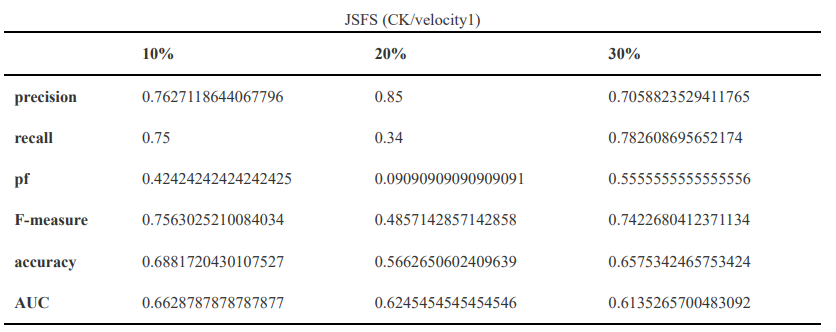 JSFS (CK/velocity1)
10% 20% 30%
precision 0.7627118644067796 0.85 0.7058823529411765
recall 0.75 0.34 0.782608695652174
pf 0.42424242424242425 0.09090909090909091 0.5555555555555556
F-measure 0.7563025210084034 0.4857142857142858 0.7422680412371134
accuracy 0.6881720430107527 0.5662650602409639 0.6575342465753424
AUC 0.6628787878787877 0.6245454545454546 0.6135265700483092